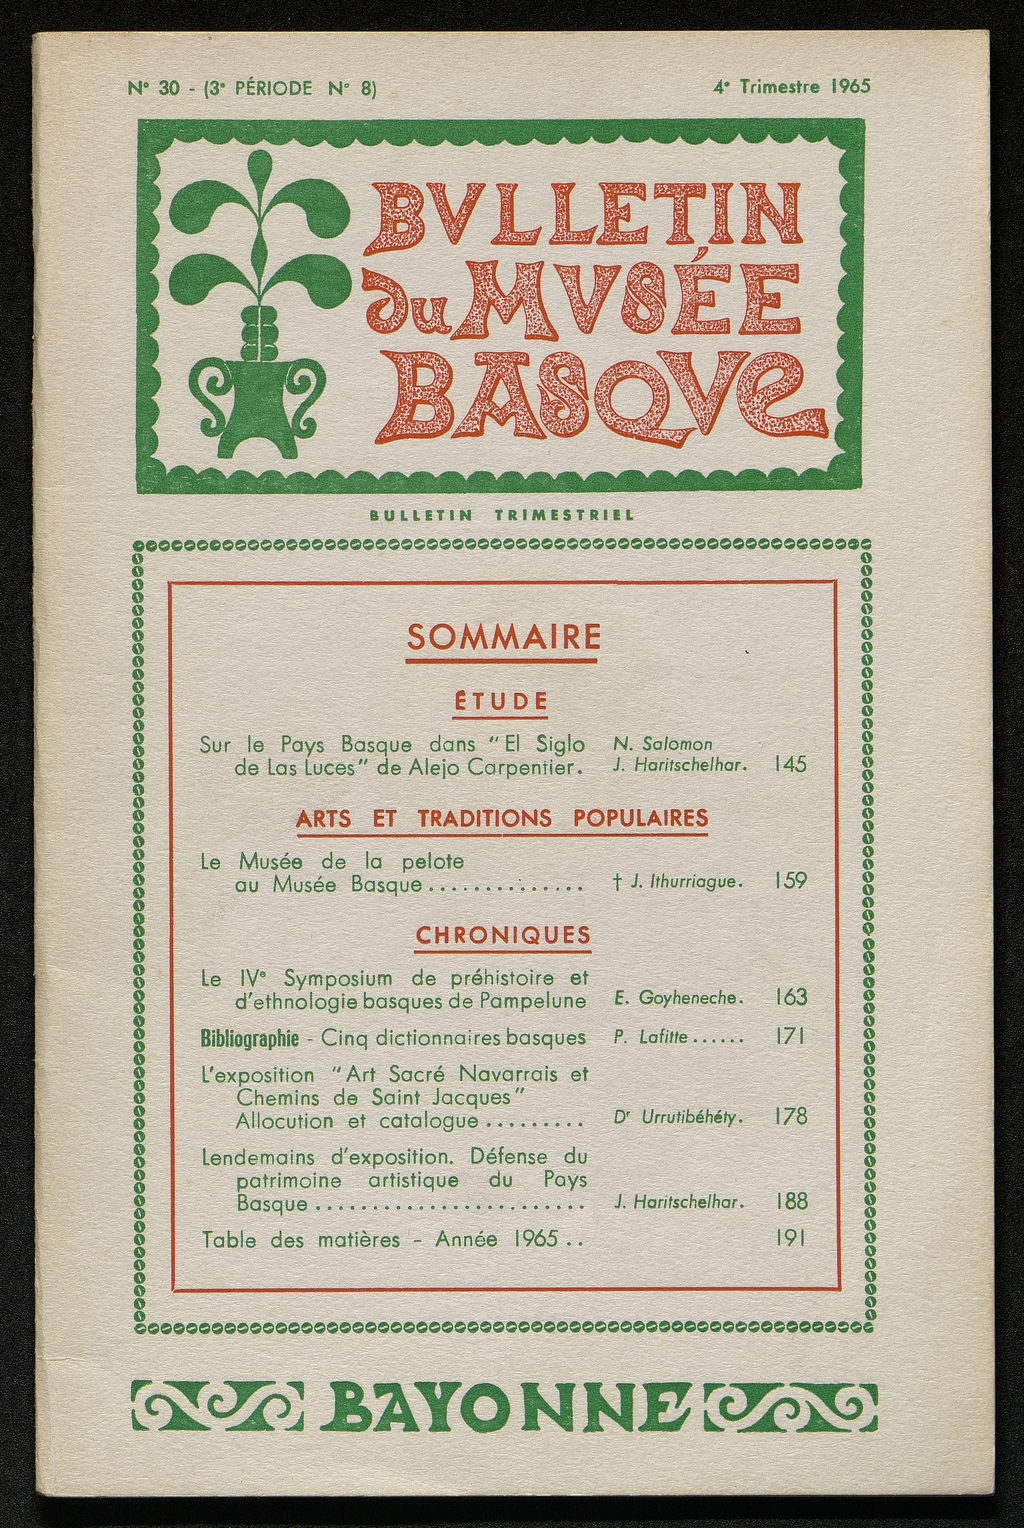 N° 30 - (3e PÉRIODE N° 8) 4e Trimestre 1965
BVLLETIN
du MVSÉE
BASQVE
BULLETIN TRIMESTRIEL
SOMMAIRE
ÉTUDE
Sur le Pays Basque dans "El Siglo N. Salomon
de Las Luces" de Alejo Carpentier. J. Haritschelhar. 145
ARTS ET TRADITIONS POPULAIRES
Le Musée de la pelote
au Musée Basque .............. † J. Ithurriague. 159
CHRONIQUES
Le IVe Symposium de préhistoire et
d'ethnologie basques de Pampelune E. Goyheneche. 163
Bibliographie - Cinq dictionnaires basques P. Lafitte ...... 171
L'exposition "Art Sacré Navarrais et
Chemins de Saint Jacques"
Allocution et catalogue ......... Dr Urrutibéhéty. 178
Lendemains d'exposition. Défense du
patrimoine artistique du Pays
Basque ........................ J. Haritschelhar. 188
Table des matières - Année 1965 .. 191
BAYONNE